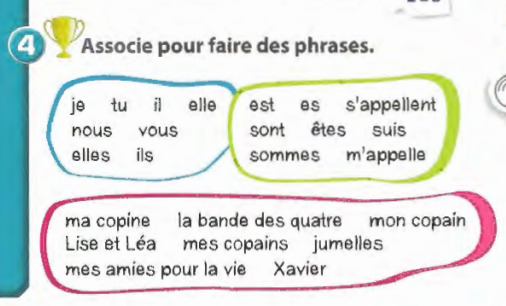 4 Associe pour faire des phrases.
je tu il elle
nous vous
elles ils
est es s'appellent
sont êtes suis
sommes m'appelle
ma copine la bande des quatre mon copain
Lise et Léa mes copains jumelles
mes amies pour la vie Xavier